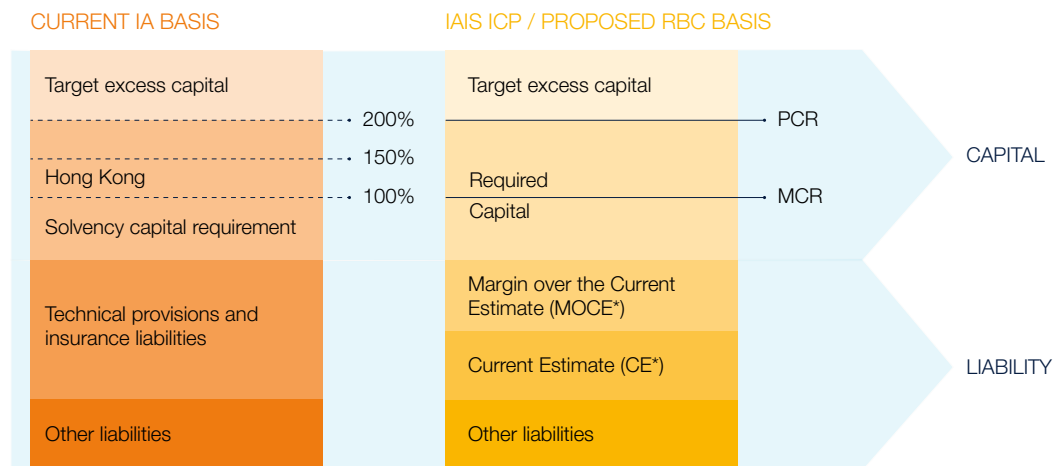 CURRENT IA BASIS
IAIS ICP / PROPOSED RBC BASIS
Target excess capital
200%
150%
Hong Kong
100%
Solvency capital requirement
Technical provisions and
insurance liabilities
Other liabilities
Target excess capital
PCR
Required
MCR
Capital
Margin over the Current
Estimate (MOCE*)
Current Estimate (CE*)
Other liabilities
CAPITAL
LIABILITY